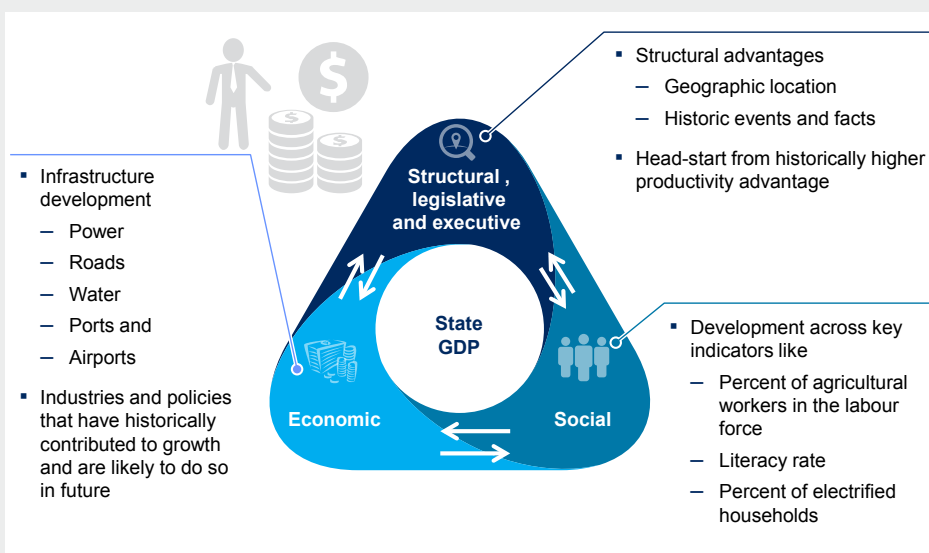 ▪ Structural advantages
– Geographic location
– Historic events and facts
▪ Head-start from historically higher
productivity advantage
▪ Infrastructure
development
– Power
– Roads
– Water
– Ports and
– Airports
▪ Industries and policies
that have historically
contributed to growth
and are likely to do so
in future
$
$
$
Structural ,
legislative
and executive
State
GDP
Economic
Social
▪ Development across key
indicators like
– Percent of agricultural
workers in the labour
force
– Literacy rate
– Percent of electrified
households